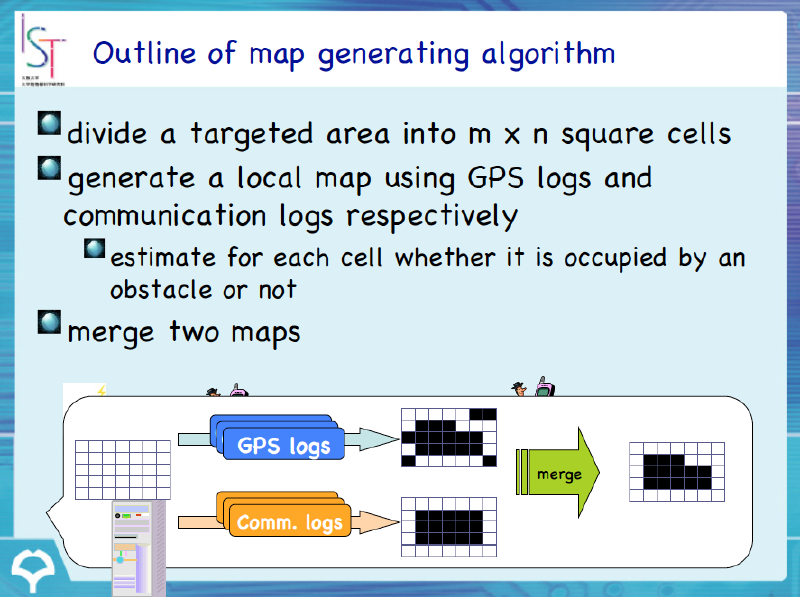 IST
Outline of map generating algorithm
divide a targeted area into m x n square cells
generate a local map using GPS logs and
communication logs respectively
estimate for each cell whether it is occupied by an
obstacle or not
merge two maps
GPS logs
merge
Comm. logs